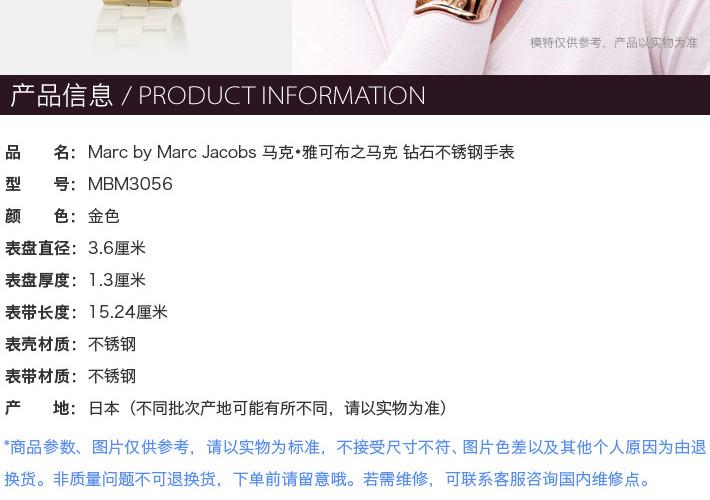 模特仅供参考，产品以实物为准
产品信息 / PRODUCT INFORMATION
品 名： Marc by Marc Jacobs 马克•雅可布之马克 钻石不锈钢手表
型 号： MBM3056
颜 色： 金色
表盘直径： 3.6厘米
表盘厚度： 1.3厘米
表带长度： 15.24厘米
表壳材质： 不锈钢
表带材质： 不锈钢
产 地： 日本（不同批次产地可能有所不同，请以实物为准）
*商品参数、图片仅供参考，请以实物为标准，不接受尺寸不符、图片色差以及其他个人原因为由退
换货。非质量问题不可退换货，下单前请留意哦。若需维修，可联系客服咨询国内维修点。